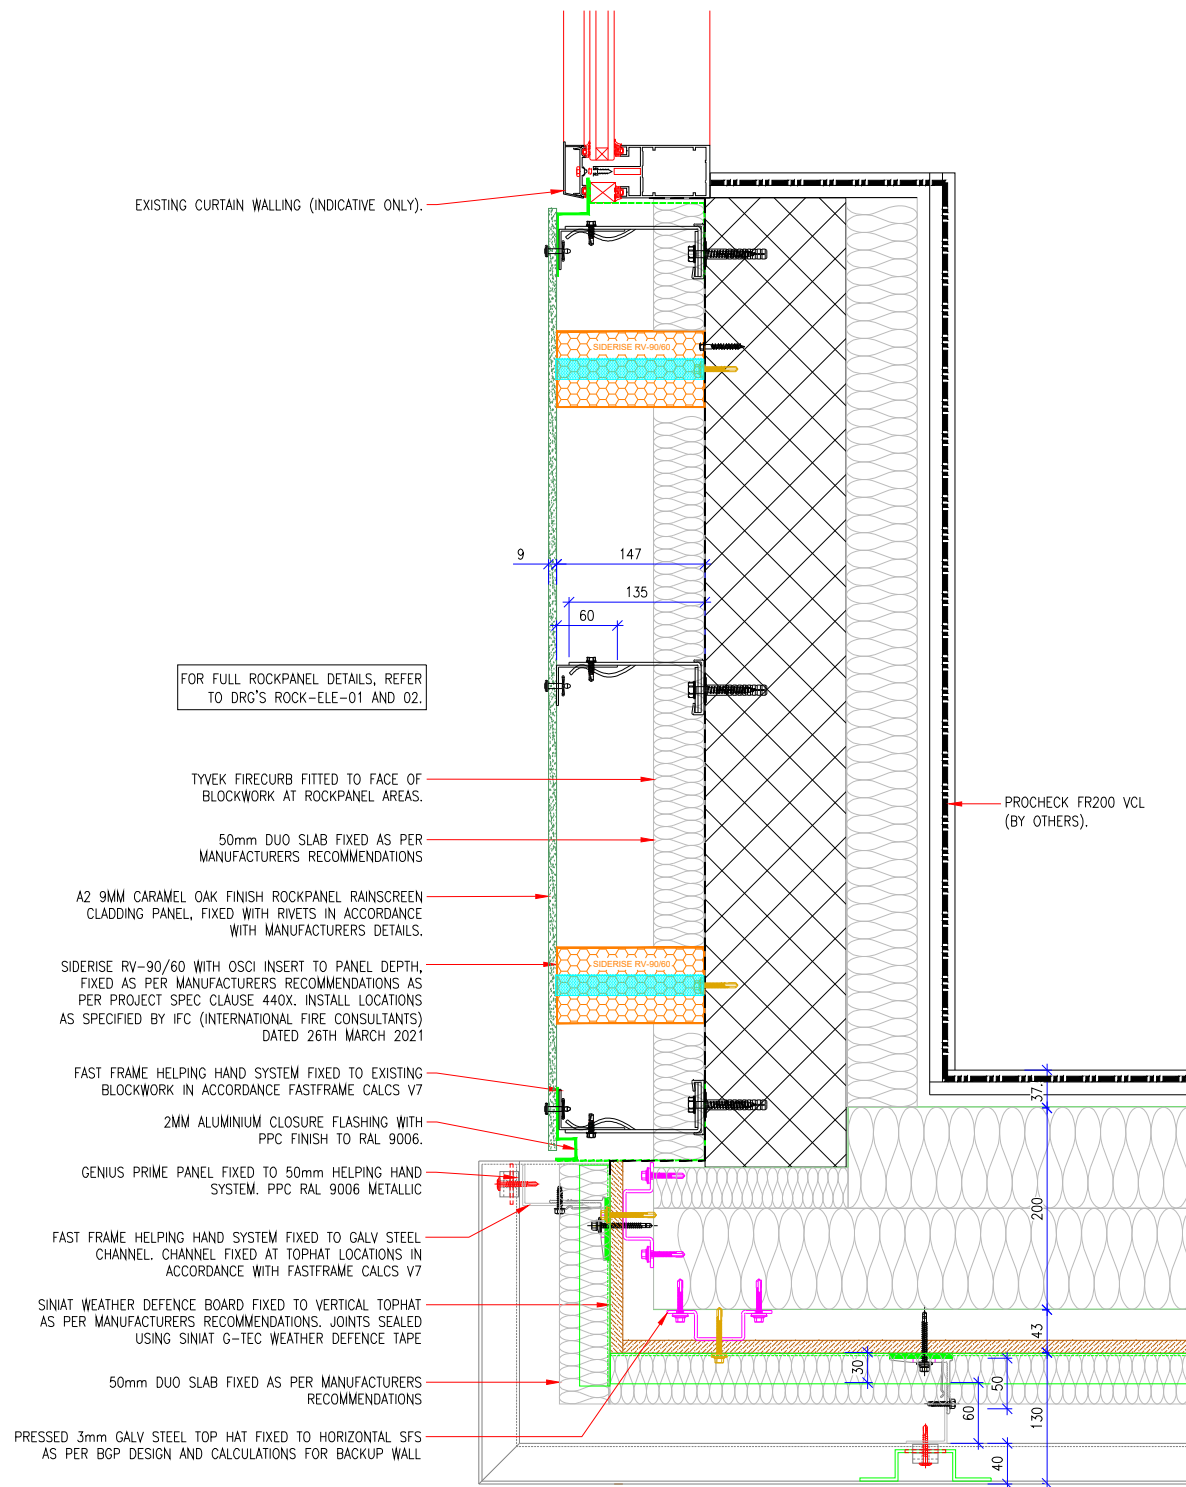 EXISTING CURTAIN WALLING (INDICATIVE ONLY).
SIDERISE RV-90/60
9
147
135
60
FOR FULL ROCKPANEL DETAILS, REFER
TO DRG'S ROCK-ELE-01 AND 02.
TYVEK FIRECURB FITTED TO FACE OF
BLOCKWORK AT ROCKPANEL AREAS.
PROCHECK FR200 VCL
(BY OTHERS).
50mm DUO SLAB FIXED AS PER
MANUFACTURERS RECOMMENDATIONS
A2 9MM CARAMEL OAK FINISH ROCKPANEL RAINSCREEN
CLADDING PANEL, FIXED WITH RIVETS IN ACCORDANCE
WITH MANUFACTURERS DETAILS.
SIDERISE RV-90/60
SIDERISE RV-90/60 WITH OSCI INSERT TO PANEL DEPTH,
FIXED AS PER MANUFACTURERS RECOMMENDATIONS AS
PER PROJECT SPEC CLAUSE 440X. INSTALL LOCATIONS
AS SPECIFIED BY IFC (INTERNATIONAL FIRE CONSULTANTS)
DATED 26TH MARCH 2021
FAST FRAME HELPING HAND SYSTEM FIXED TO EXISTING
BLOCKWORK IN ACCORDANCE FASTFRAME CALCS V7
37
2MM ALUMINIUM CLOSURE FLASHING WITH
PPC FINISH TO RAL 9006.
GENIUS PRIME PANEL FIXED TO 50mm HELPING HAND
SYSTEM. PPC RAL 9006 METALLIC
200
FAST FRAME HELPING HAND SYSTEM FIXED TO GALV STEEL
CHANNEL. CHANNEL FIXED AT TOPHAT LOCATIONS IN
ACCORDANCE WITH FASTFRAME CALCS V7
SINIAT WEATHER DEFENCE BOARD FIXED TO VERTICAL TOPHAT
AS PER MANUFACTURERS RECOMMENDATIONS. JOINTS SEALED
USING SINIAT G-TEC WEATHER DEFENCE TAPE
43
30
50
50mm DUO SLAB FIXED AS PER MANUFACTURERS
RECOMMENDATIONS
60
130
PRESSED 3mm GALV STEEL TOP HAT FIXED TO HORIZONTAL SFS
AS PER BGP DESIGN AND CALCULATIONS FOR BACKUP WALL
40